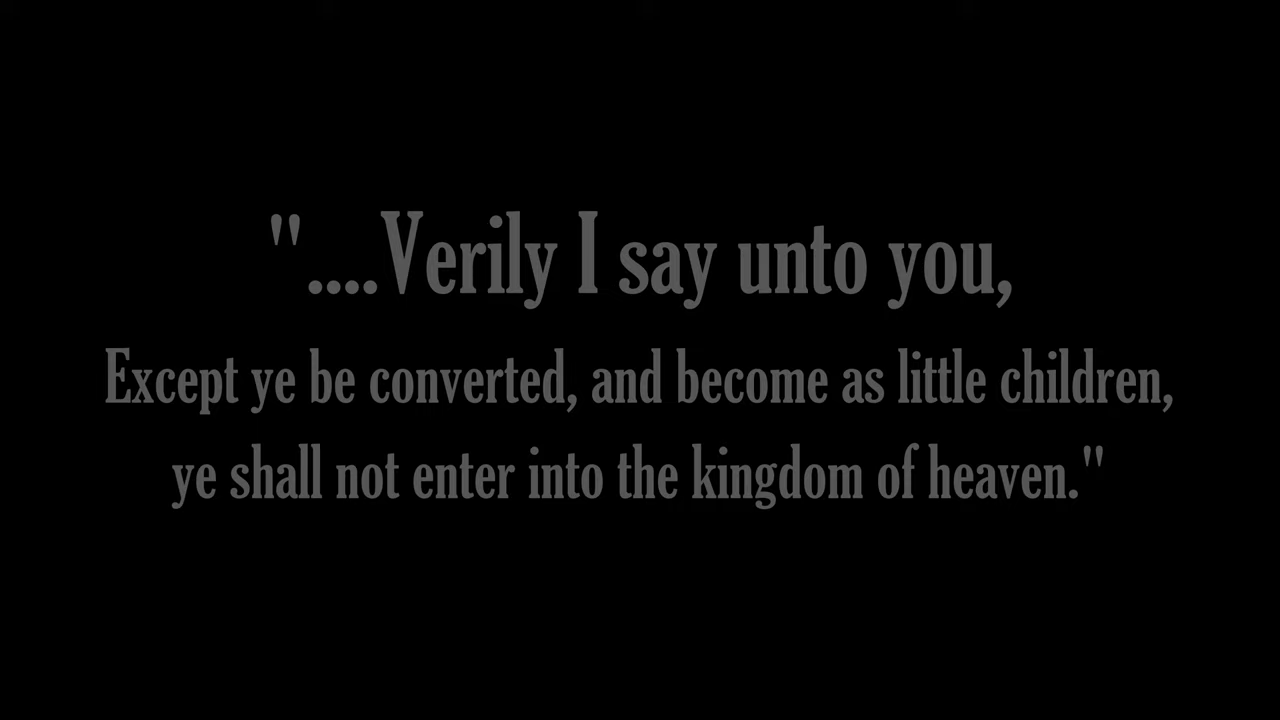 "....Verily I say unto you,
Except ye be converted, and become as little children,
ye shall not enter into the kingdom of heaven."